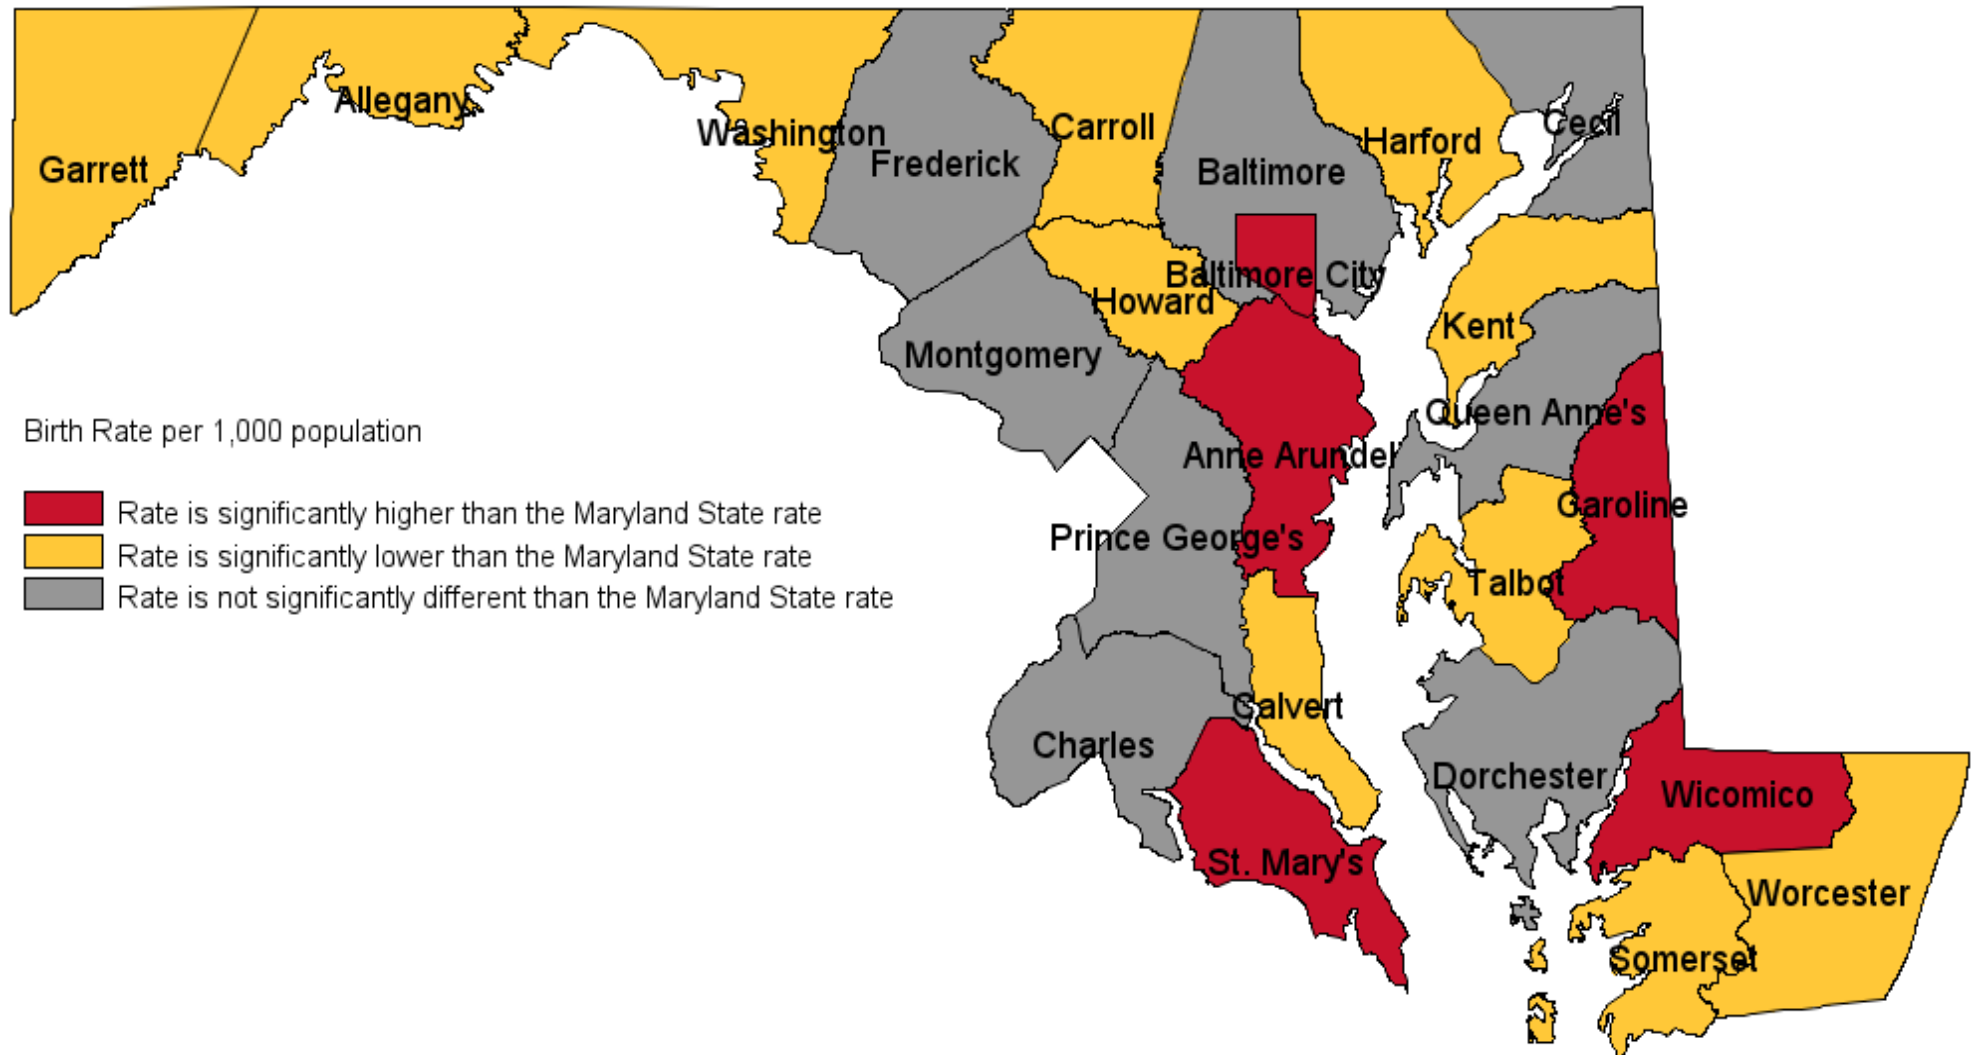 Allegany
Washington
Carroll
Harford
Cecil
Garrett
Frederick
Baltimore
Baltimore City
Howard
Kent
Montgomery
Queen Anne's
Birth Rate per 1,000 population
Anne Arundel
Rate is significantly higher than the Maryland State rate
Garoline
Prince George's
Rate is significantly lower than the Maryland State rate
Talbot
Rate is not significantly different than the Maryland State rate
Calvert
Charles
Dorchester
Wicomico
St. Mary's
Worcester
Somerset